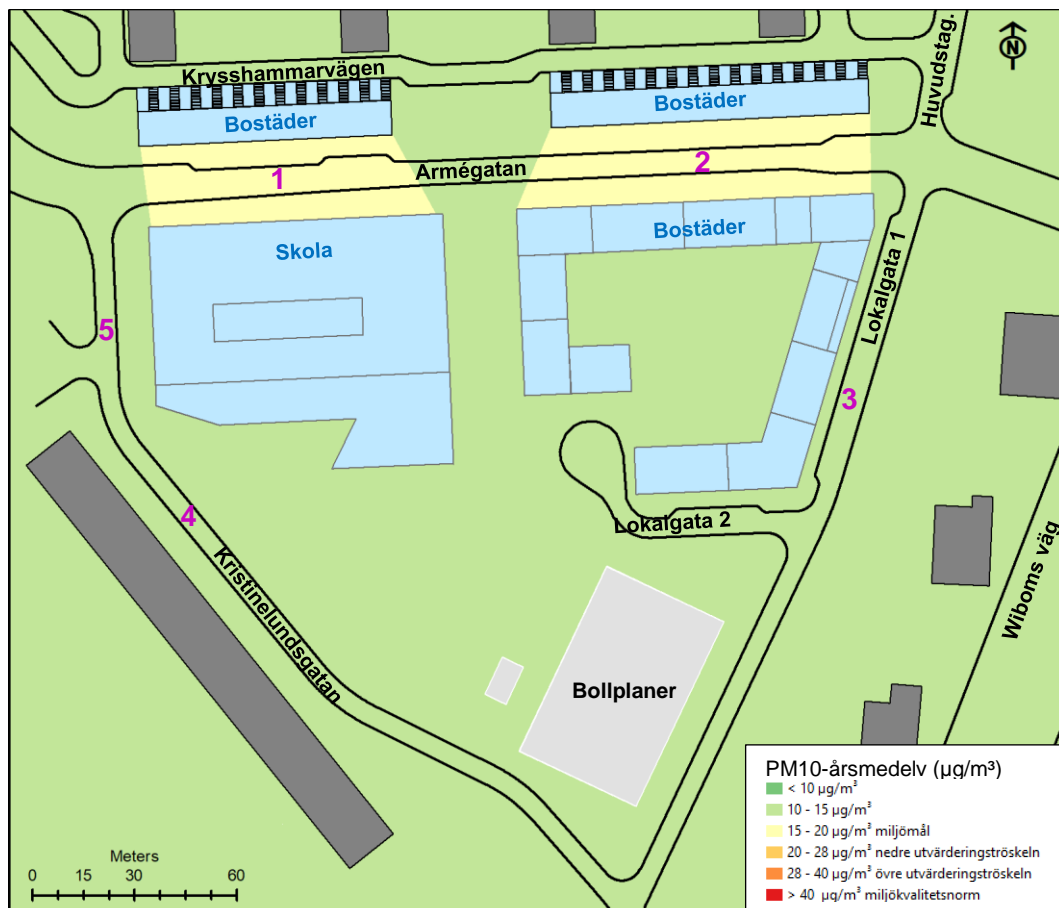 N
Krysshammarvägen
Huvudstag.
Bostäder
Bostäder
1
Armégatan
2
Skola
Bostäder
Lokalgata 1
5
3
4
Lokalgata 2
Kristinelundsgatan
Wiboms väg
Bollplaner
PM10-årsmedelv (µg/m³)
< 10 µg/m³
10 - 15 µg/m³
15 - 20 µg/m³ miljömål
20 - 28 µg/m³ nedre utvärderingströskeln
28 - 40 µg/m³ övre utvärderingströskeln
> 40 µg/m³ miljökvalitetsnorm
Meters
0 15 30 60